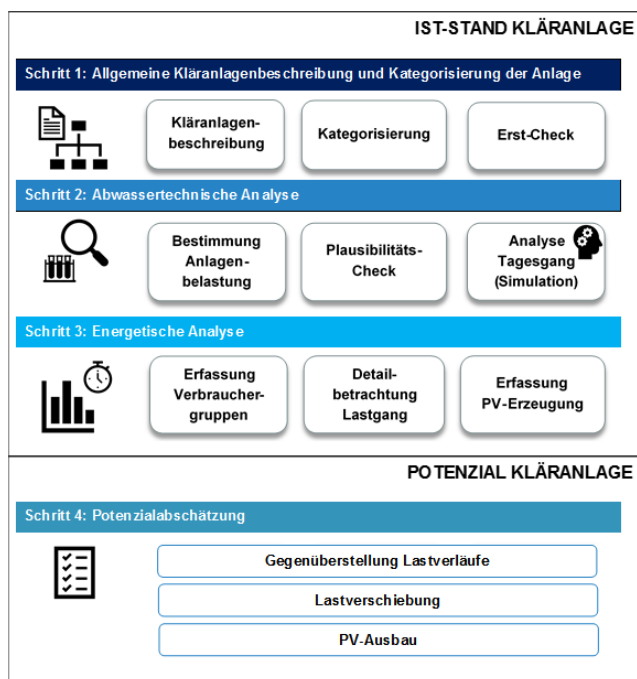 IST-STAND KLÄRANLAGE
Schritt 1: Allgemeine Kläranlagenbeschreibung und Kategorisierung der Anlage
Kläranlagen-
beschreibung
Kategorisierung
Erst-Check
Schritt 2: Abwassertechnische Analyse
Bestimmung
Anlagen-
belastung
Plausibilitäts-
Check
Analyse
Tagesgang
(Simulation)
Schritt 3: Energetische Analyse
Erfassung
Verbraucher-
gruppen
Detail-
betrachtung
Lastgang
Erfassung
PV-Erzeugung
POTENZIAL KLÄRANLAGE
Schritt 4: Potenzialabschätzung
Gegenüberstellung Lastverläufe
Lastverschiebung
PV-Ausbau